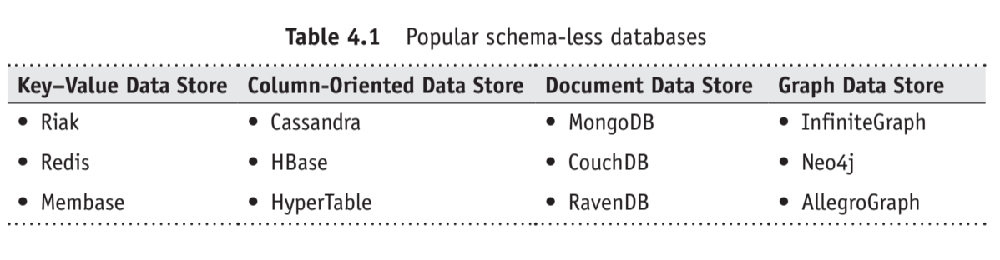 Table 4.1 Popular schema-less databases
Key–Value Data Store Column-Oriented Data Store Document Data Store Graph Data Store
• Riak • Cassandra • MongoDB • InfiniteGraph
• Redis • HBase • CouchDB • Neo4j
• Membase • HyperTable • RavenDB • AllegroGraph